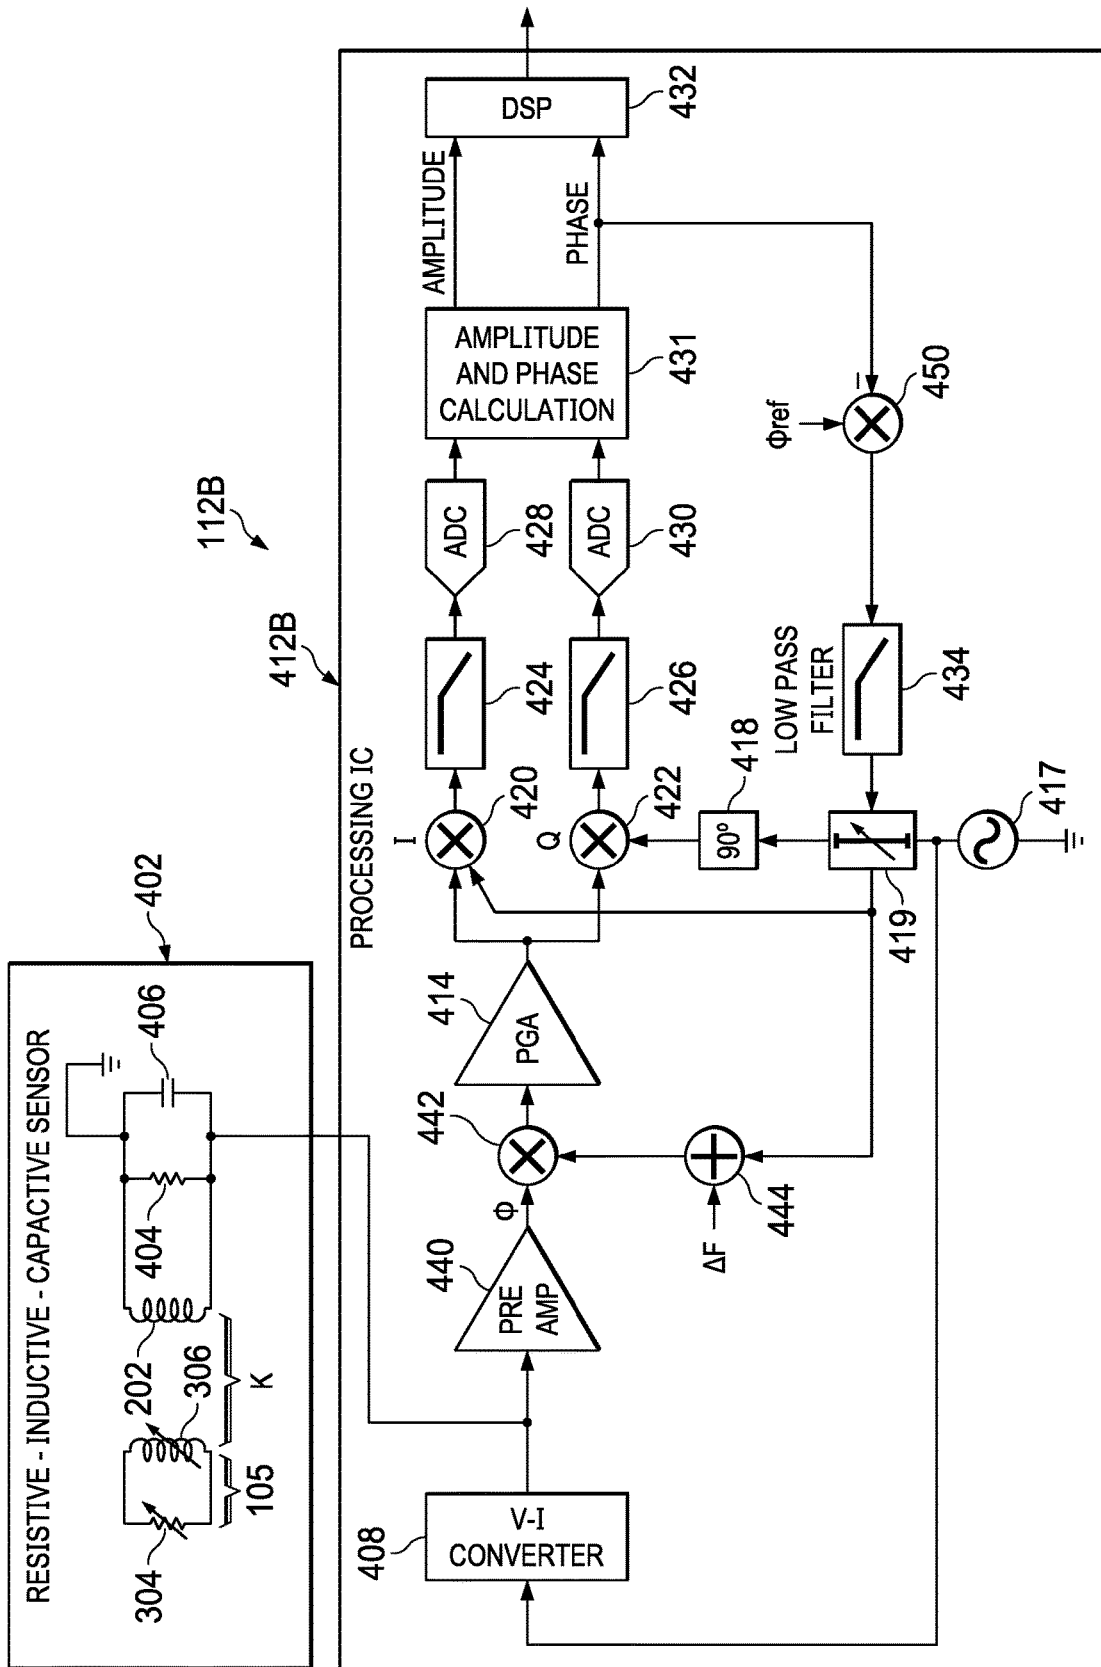 RESISTIVE - INDUCTIVE - CAPACTIVE SENSOR
402
304
105
306
202
K
404
406
112B
412B
PROCESSING IC
408
V-I
CONVERTER
440
PRE
AMP
Φ
442
414
PGA
ΔF
444
I
420
Q
422
424
426
ADC
428
ADC
430
AMPLITUDE
AND PHASE
CALCULATION
431
AMPLITUDE
PHASE
DSP
432
90º
418
419
417
LOW PASS
FILTER
434
Φref
−
450